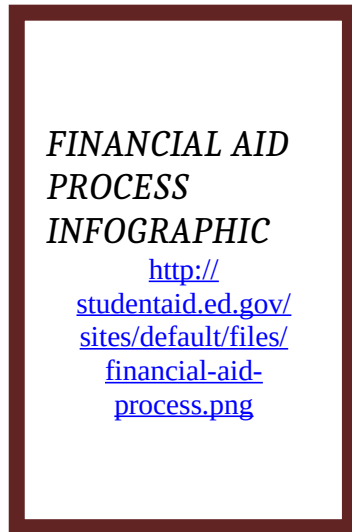 FINANCIAL AID
PROCESS
INFOGRAPHIC
http://
studentaid.ed.gov/
sites/default/files/
financial-aid-
process.png